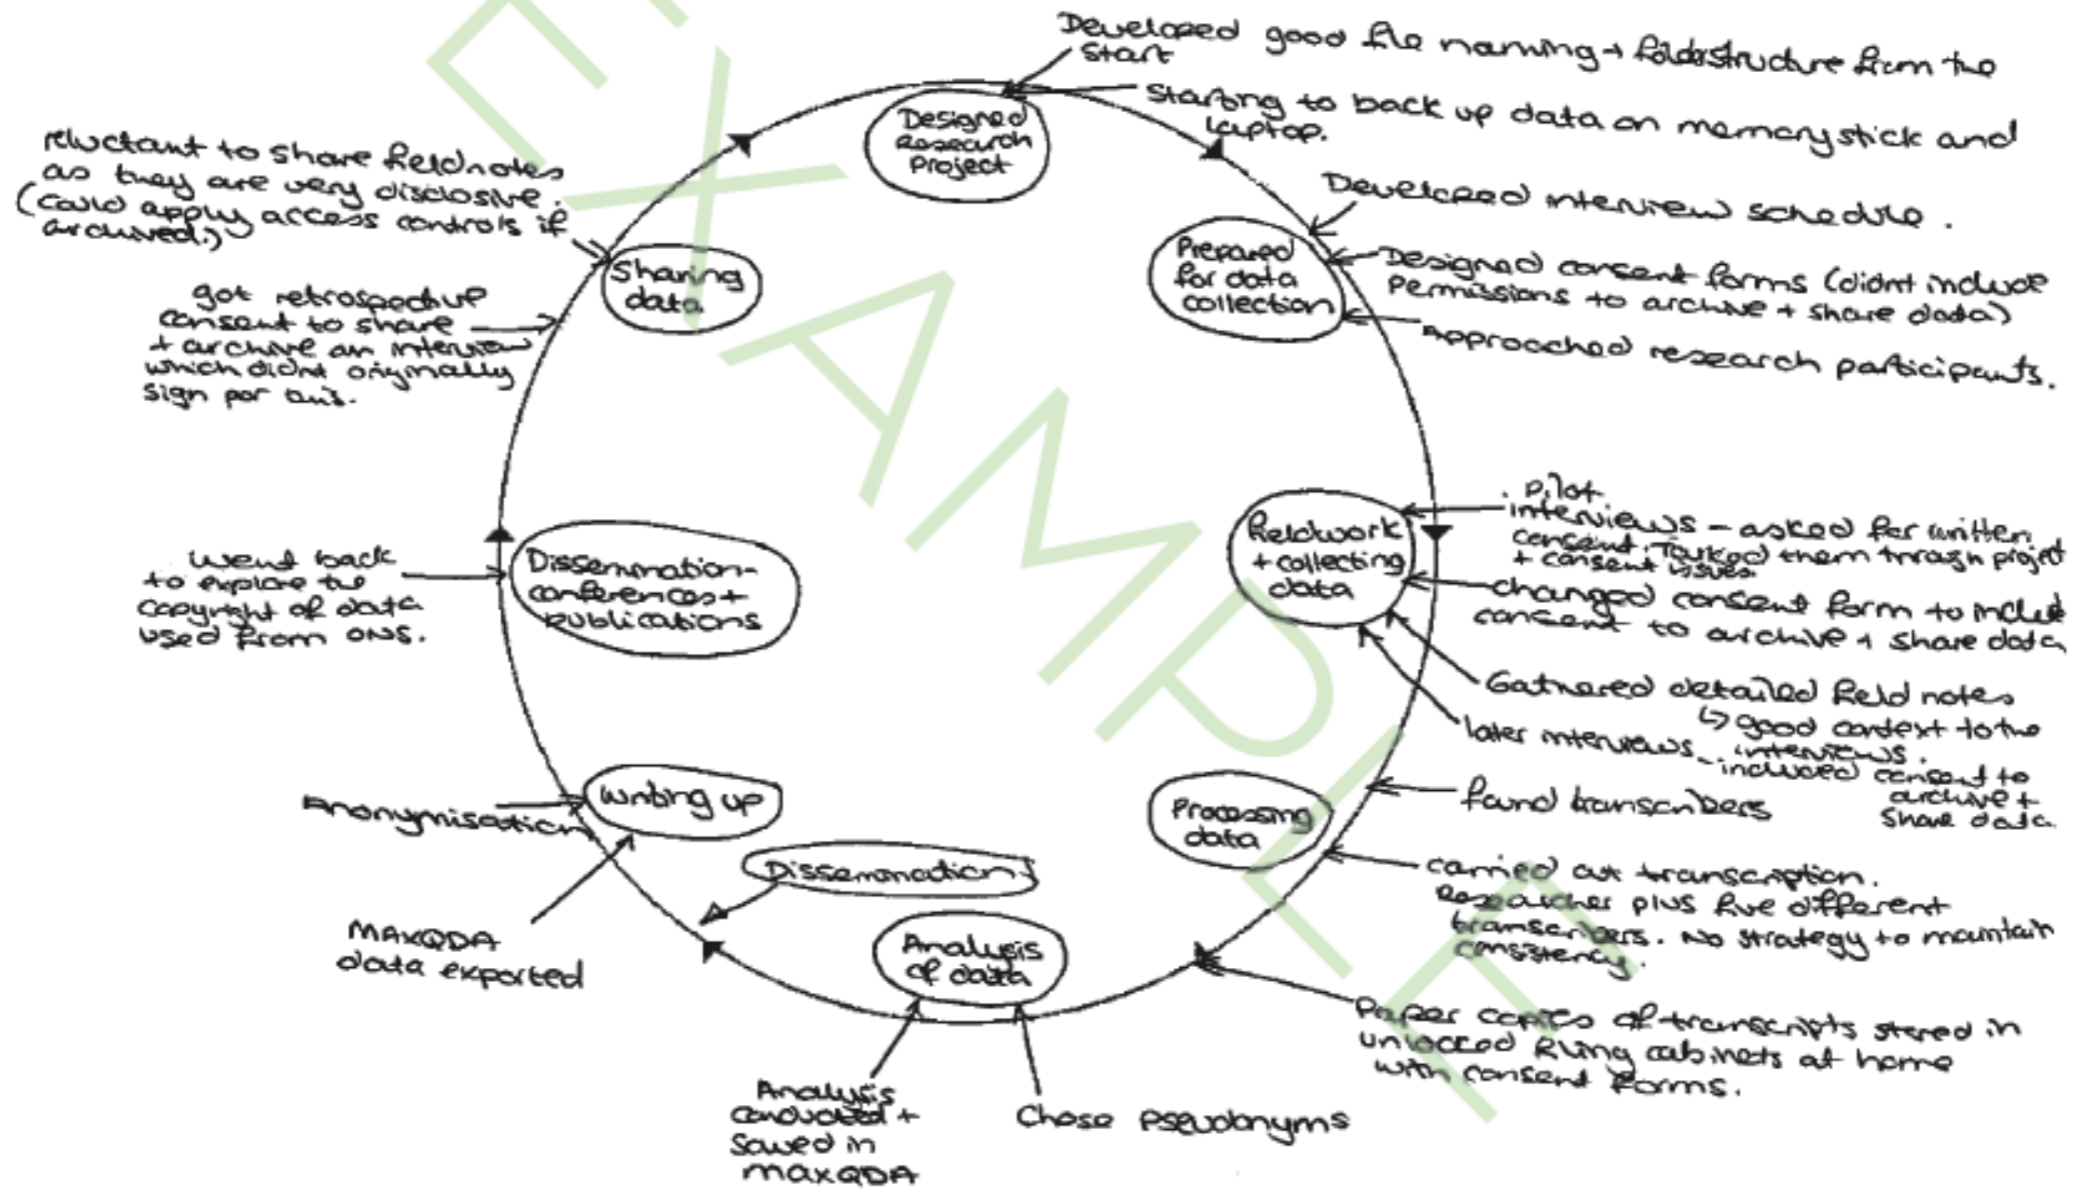 Developed good file naming + folder structure from the
start
Starting to back up data on memory stick and
laptop.
Designed
Research
Project
Developed interview schedule.
Prepared
for data
collection
Designed consent forms (didnt include
permissions to archive + share data)
Approached research participants.
Fieldwork
+ collecting
data
. Pilot
interviews - asked for written
consent. Talked them through project
+ consent issues
changed consent form to include
consent to archive + share data
Gathered detailed field notes
↳ good context to the
interviews.
later interviews
included consent to
archive +
share data.
Processing
data
found transcribers
carried out transcription.
Researcher plus five different
transcribers. No strategy to maintain
consistency.
Paper copies of transcripts stored in
unlocked filing cabinets at home
with consent forms.
Analysis
of data
Chose pseudonyms
Analysis
conducted +
saved in
MAXQDA
Dissemination
Writing up
Anonymisation
MAXQDA
data exported
Dissemination-
conferences +
publications
Went back
to explore the
copyright of data
used from ONS.
Sharing
data
got retrospective
consent to share
+ archive an interview
which didnt originally
sign for this.
reluctant to share fieldnotes
as they are very disclosive.
(could apply access controls if
archived.)
EXAMPLE